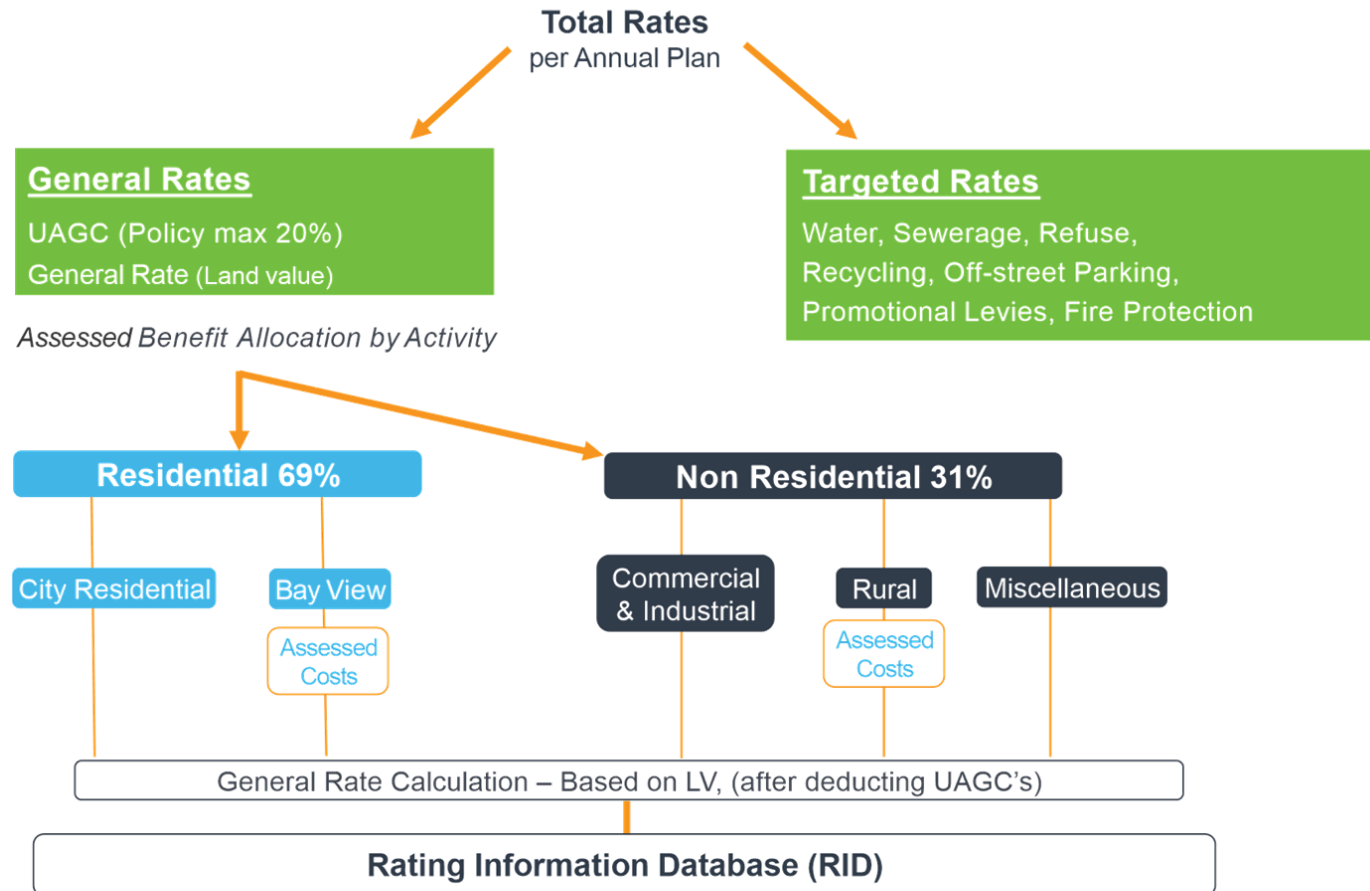 Total Rates
per Annual Plan
General Rates
UAGC (Policy max 20%)
General Rate (Land value)
Targeted Rates
Water, Sewerage, Refuse,
Recycling, Off-street Parking,
Promotional Levies, Fire Protection
Assessed Benefit Allocation by Activity
Residential 69%
Non Residential 31%
City Residential
Bay View
Commercial
& Industrial
Rural
Miscellaneous
Assessed
Costs
Assessed
Costs
General Rate Calculation – Based on LV, (after deducting UAGC's)
Rating Information Database (RID)